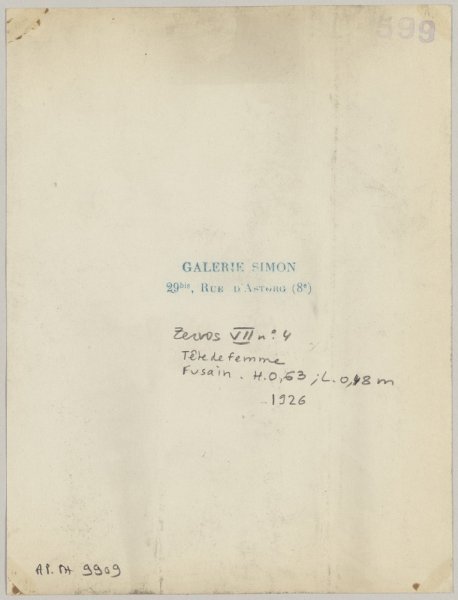 599
GALERIE SIMON
29bis, RUE D'ASTORG (8e)
Zervos VII n° 4
Tête de femme
Fusain . H.0,63 ; L. 0,48 m
1926
AP. PH 9909